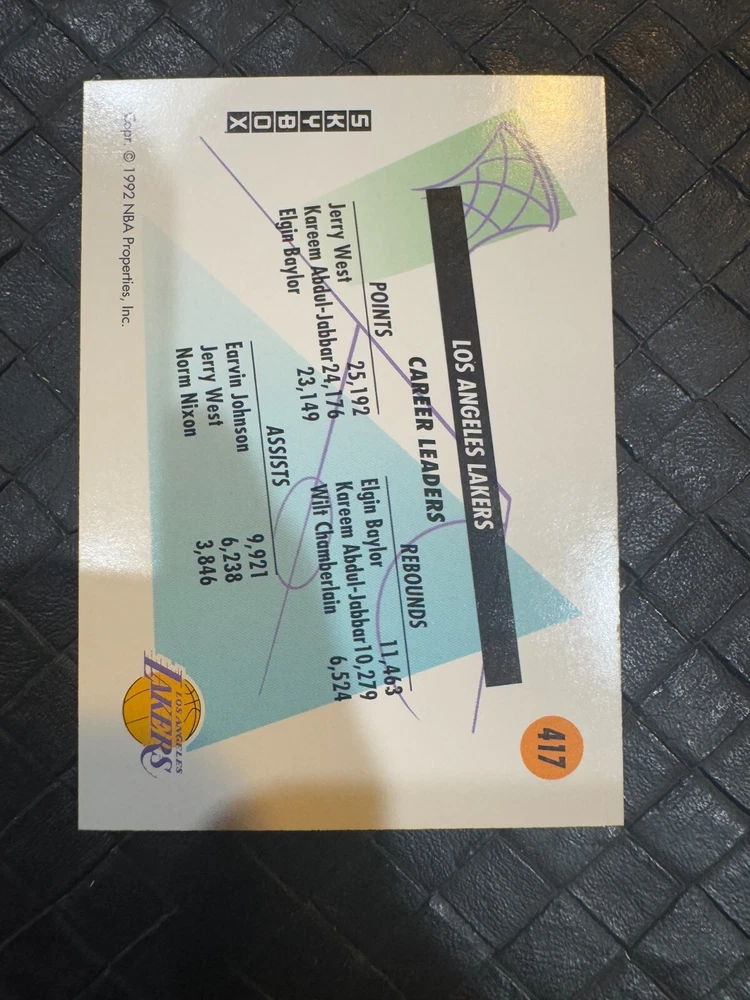 417
LOS ANGELES LAKERS
CAREER LEADERS
POINTS
Jerry West 25,192
Kareem Abdul-Jabbar 24,176
Elgin Baylor 23,149
REBOUNDS
Elgin Baylor 11,463
Kareem Abdul-Jabbar 10,279
Wilt Chamberlain 6,524
ASSISTS
Earvin Johnson 9,921
Jerry West 6,238
Norm Nixon 3,846
SKYBOX
LOS ANGELES
LAKERS
Copr. © 1992 NBA Properties, Inc.